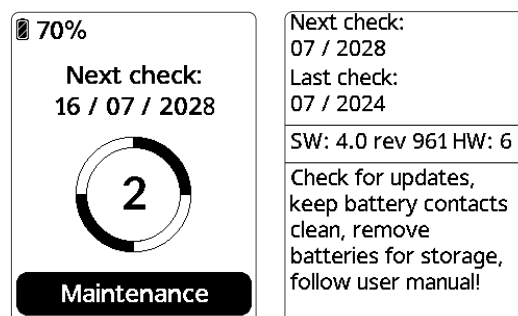 70%
Next check:
16 / 07 / 2028
2
Maintenance
Next check:
07 / 2028
Last check:
07 / 2024
SW: 4.0 rev 961 HW: 6
Check for updates,
keep battery contacts
clean, remove
batteries for storage,
follow user manual!